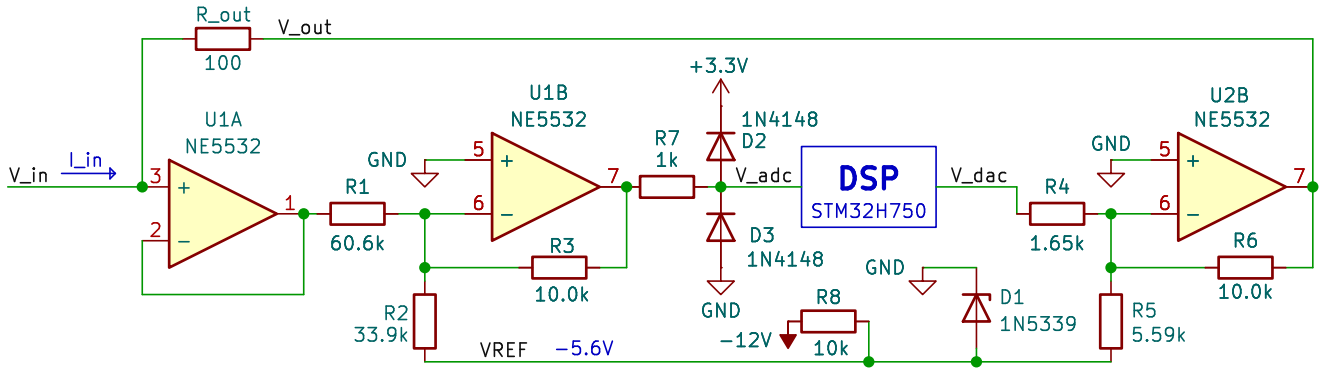 R_out
100
V_out
V_in
I_in
U1A
NE5532
3
+
2
−
1
R1
60.6k
GND
U1B
NE5532
5
+
6
−
7
R3
10.0k
R2
33.9k
R7
1k
+3.3V
1N4148
D2
D3
1N4148
GND
V_adc
DSP
STM32H750
V_dac
R4
1.65k
GND
U2B
NE5532
5
+
6
−
7
R6
10.0k
R5
5.59k
GND
D1
1N5339
R8
10k
−12V
VREF
−5.6V